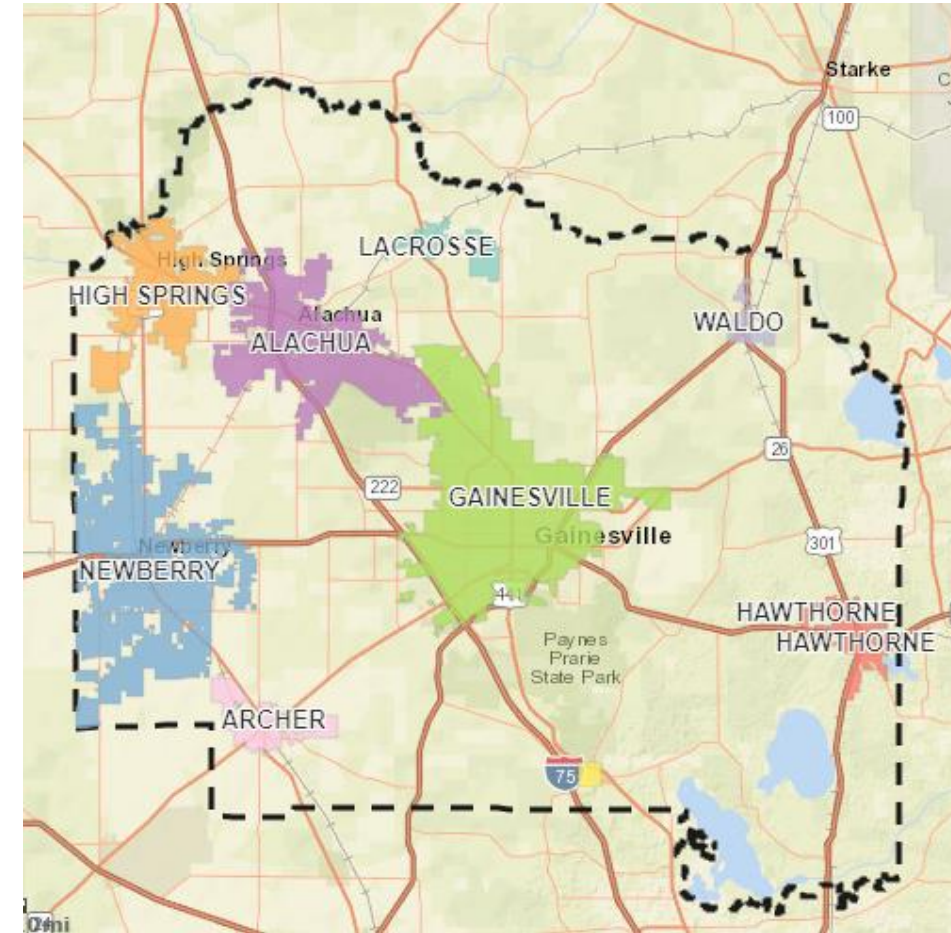 Starke
100
LACROSSE
High Springs
HIGH SPRINGS
Alachua
ALACHUA
WALDO
26
222
GAINESVILLE
Gainesville
301
Newberry
NEWBERRY
441
HAWTHORNE
HAWTHORNE
Paynes
Prarie
State Park
ARCHER
75